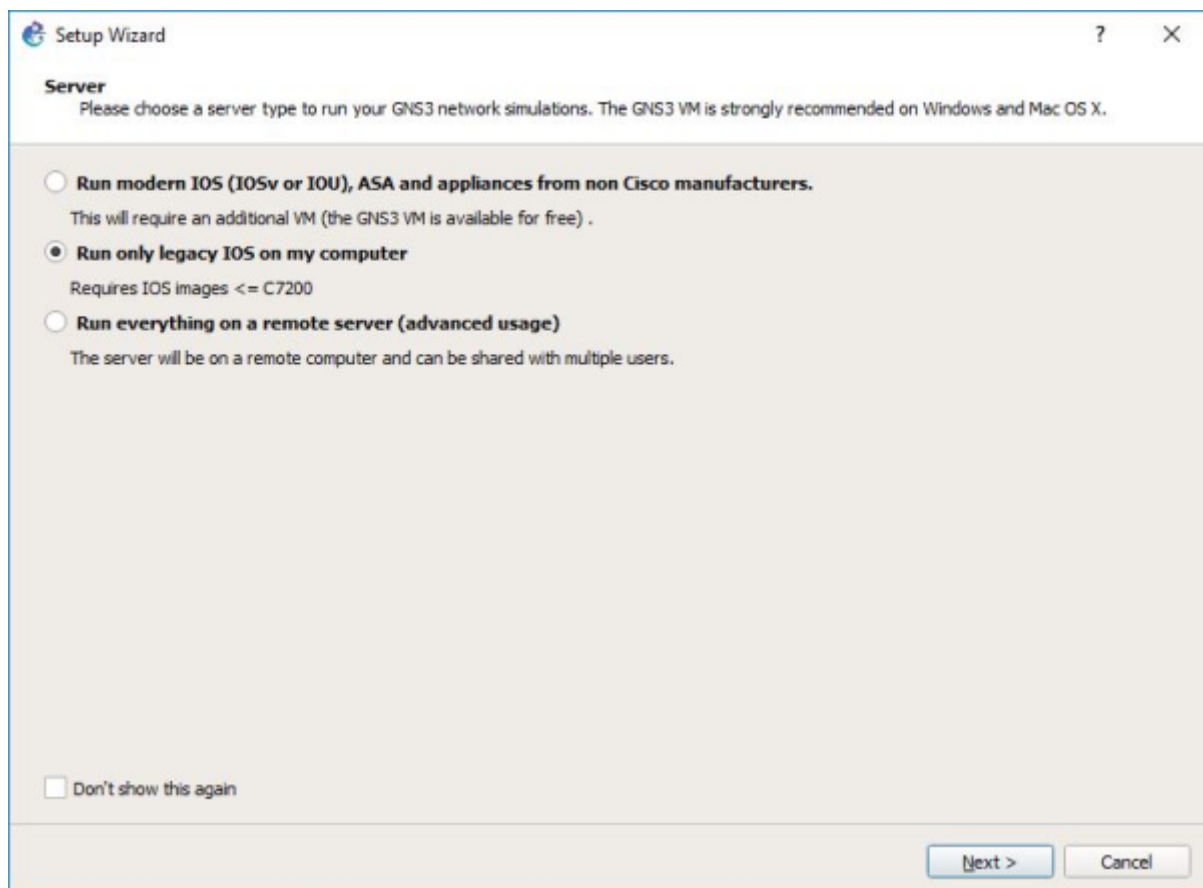 Setup Wizard
?
Server
Please choose a server type to run your GNS3 network simulations. The GNS3 VM is strongly recommended on Windows and Mac OS X.
Run modern IOS (IOSv or IOU), ASA and appliances from non Cisco manufacturers.
This will require an additional VM (the GNS3 VM is available for free) .
Run only legacy IOS on my computer
Requires IOS images <= C7200
Run everything on a remote server (advanced usage)
The server will be on a remote computer and can be shared with multiple users.
Don't show this again
Next >
Cancel